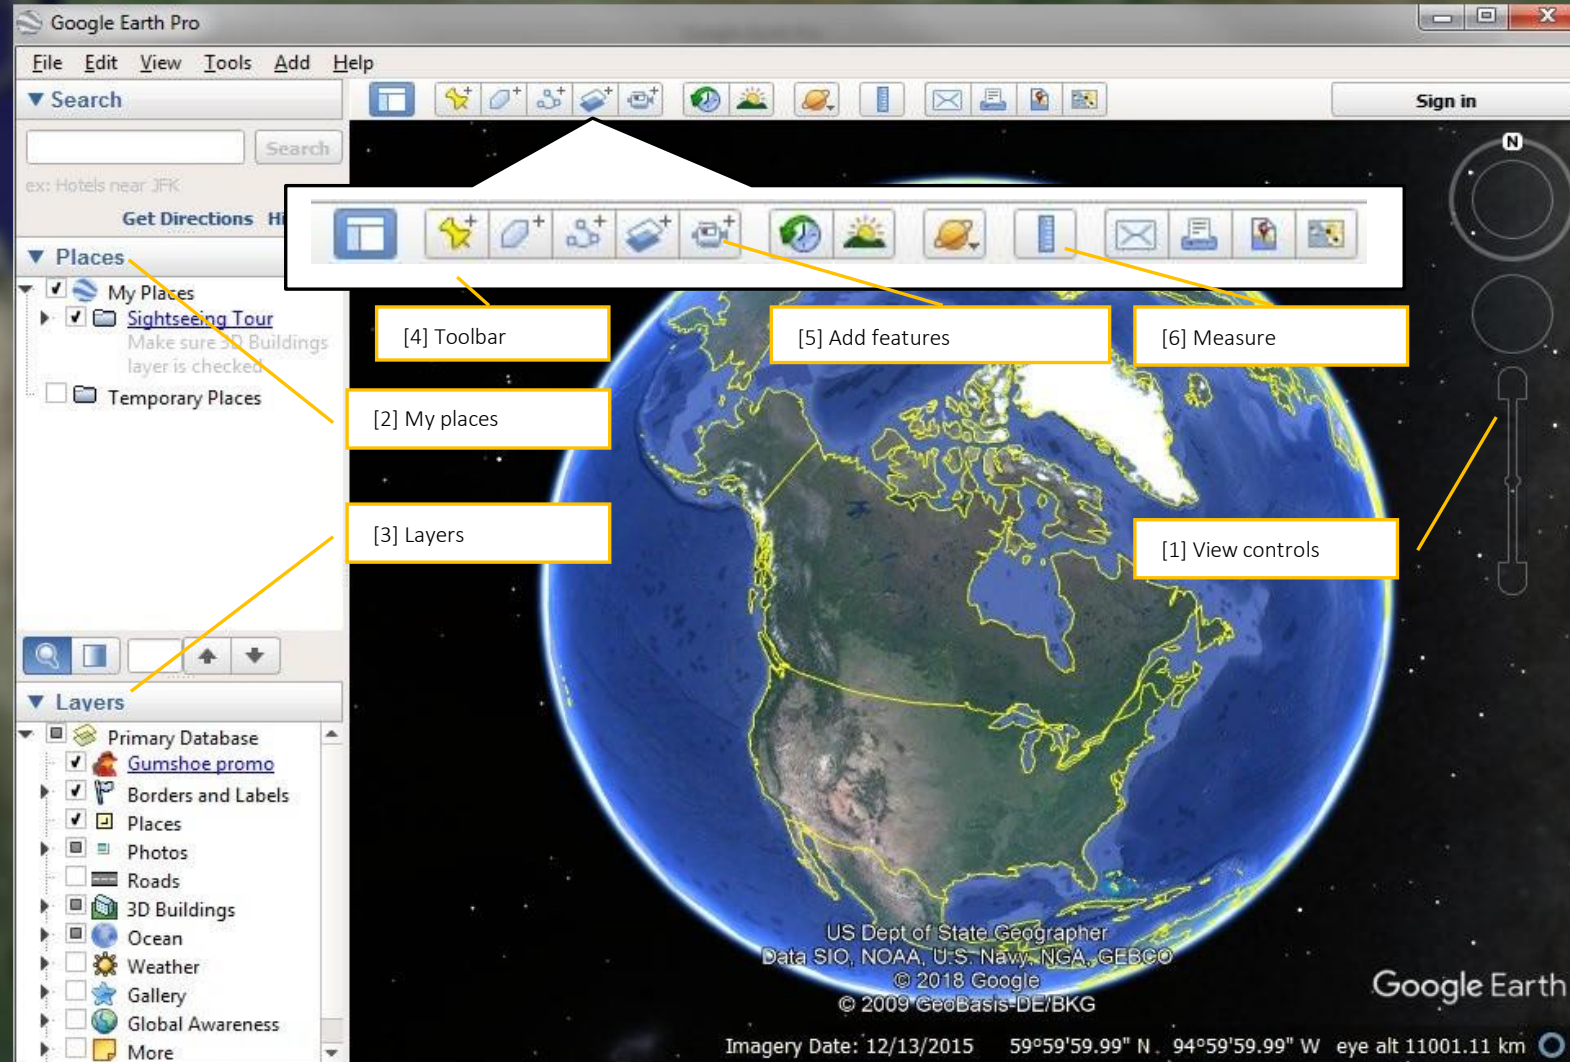 Google Earth Pro
File Edit View Tools Add Help
Search
Sign in
Search
ex: Hotels near JFK
Get Directions Hi
N
Places
My Places
Sightseeing Tour
Make sure 3D Buildings
layer is checked
Temporary Places
[4] Toolbar
[5] Add features
[6] Measure
[2] My places
[3] Layers
[1] View controls
Layers
Primary Database
Gumshoe promo
Borders and Labels
Places
Photos
Roads
3D Buildings
Ocean
Weather
Gallery
Global Awareness
More
US Dept of State Geographer
Data SIO, NOAA, U.S. Navy, NGA, GEBCO
© 2018 Google
© 2009 GeoBasis-DE/BKG
Google Earth
Imagery Date: 12/13/2015 59°59'59.99" N 94°59'59.99" W eye alt 11001.11 km